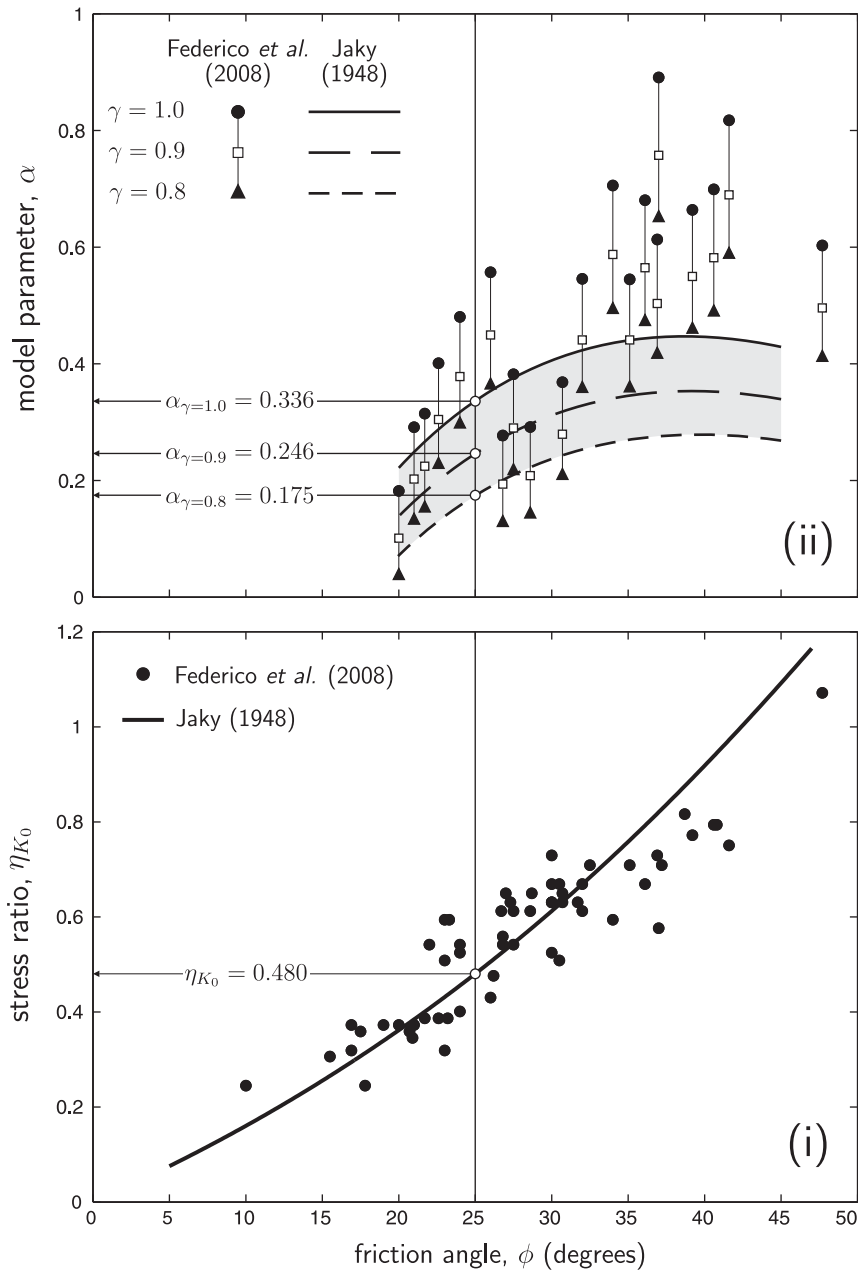 1
0.8
0.6
0.4
0.2
0
model parameter, α
Federico et al. (2008)
Jaky (1948)
γ = 1.0
γ = 0.9
γ = 0.8
α_{γ=1.0} = 0.336
α_{γ=0.9} = 0.246
α_{γ=0.8} = 0.175
(ii)
1.2
1
0.8
0.6
0.4
0.2
0
stress ratio, η_{K_0}
Federico et al. (2008)
Jaky (1948)
η_{K_0} = 0.480
(i)
0 5 10 15 20 25 30 35 40 45 50
friction angle, ϕ (degrees)